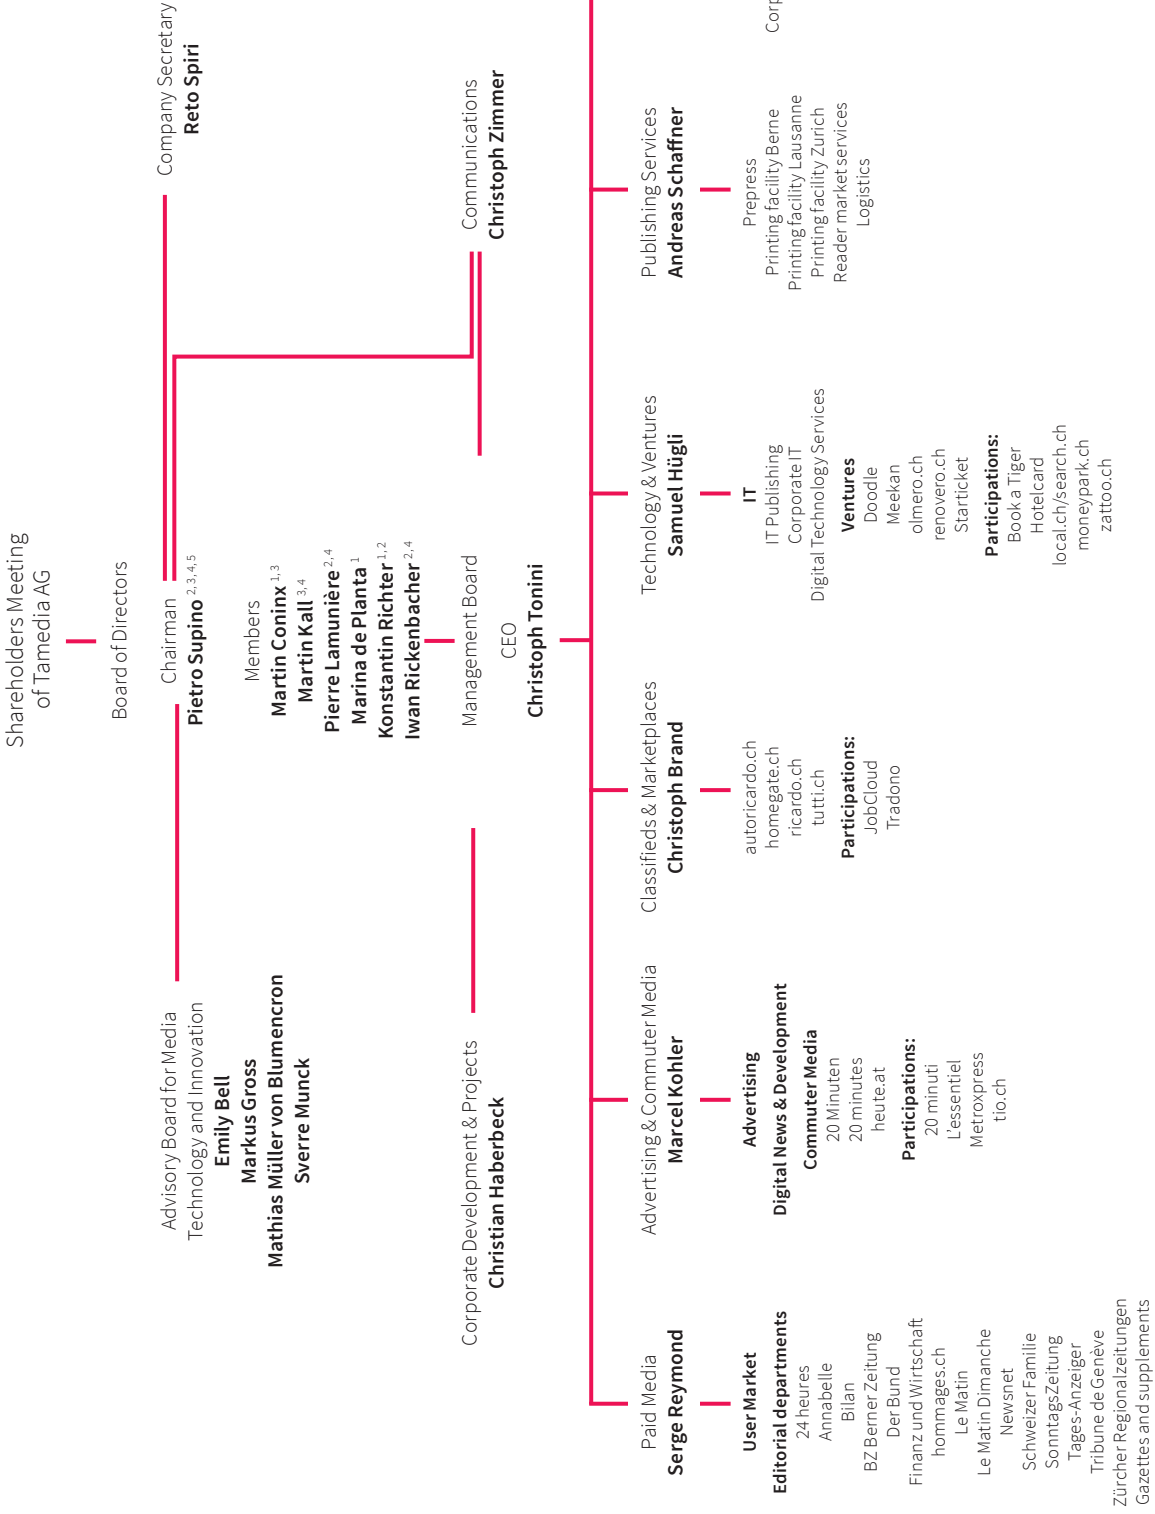 Shareholders Meeting
of Tamedia AG
Board of Directors
Advisory Board for Media
Technology and Innovation
Emily Bell
Markus Gross
Mathias Müller von Blumencron
Sverre Munck
Chairman
Pietro Supino 2, 3, 4, 5
Company Secretary
Reto Spiri
Members
Martin Coninx 1, 3
Martin Kall 3, 4
Pierre Lamunière 2, 4
Marina de Planta 1
Konstantin Richter 1, 2
Iwan Rickenbacher 2, 4
Corporate Development & Projects
Christian Haberbeck
Management Board
CEO
Christoph Tonini
Communications
Christoph Zimmer
Paid Media
Serge Reymond
User Market
Editorial departments
24 heures
Annabelle
Bilan
BZ Berner Zeitung
Der Bund
Finanz und Wirtschaft
hommages.ch
Le Matin
Le Matin Dimanche
Newsnet
Schweizer Familie
SonntagsZeitung
Tages-Anzeiger
Tribune de Genève
Zürcher Regionalzeitungen
Gazettes and supplements
Advertising & Commuter Media
Marcel Kohler
Advertising
Digital News & Development
Commuter Media
20 Minuten
20 minutes
heute.at
Participations:
20 minuti
L'essentiel
Metroxpress
tio.ch
Classifieds & Marketplaces
Christoph Brand
autoricardo.ch
homegate.ch
ricardo.ch
tutti.ch
Participations:
JobCloud
Tradono
Technology & Ventures
Samuel Hügli
IT
IT Publishing
Corporate IT
Digital Technology Services
Ventures
Doodle
Meekan
olmero.ch
renovero.ch
Starticket
Participations:
Book a Tiger
Hotelcard
local.ch/search.ch
moneypark.ch
zattoo.ch
Publishing Services
Andreas Schaffner
Prepress
Printing facility Berne
Printing facility Lausanne
Printing facility Zurich
Reader market services
Logistics
Corp